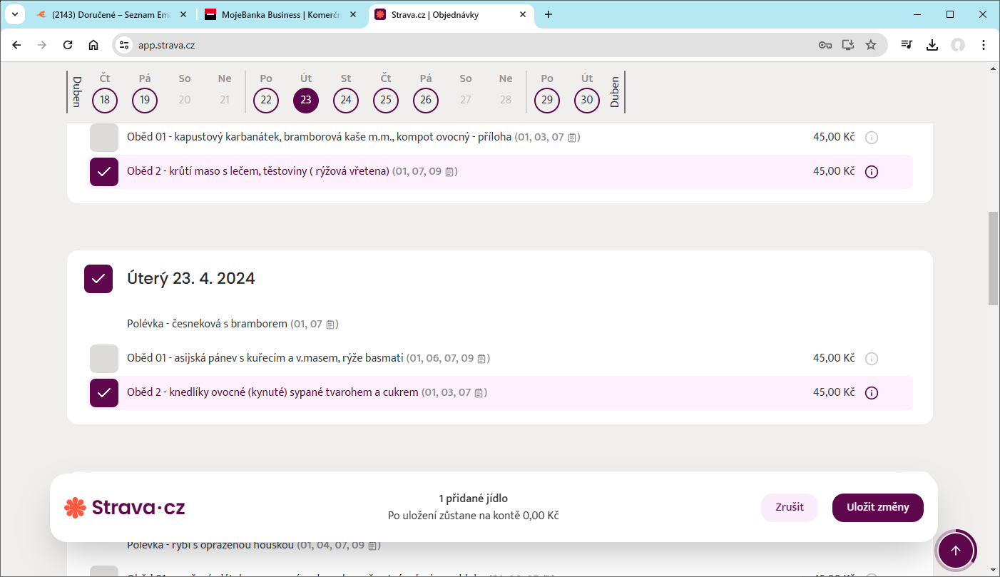 (2143) Doručené – Seznam Ema
MojeBanka Business | Komerčn
Strava.cz | Objednávky
app.strava.cz
Duben
Čt Pá So Ne Po Út St Čt Pá So Ne Po Út
18 19 20 21 22 23 24 25 26 27 28 29 30
Duben
Oběd 01 - kapustový karbanátek, bramborová kaše m.m., kompot ovocný - příloha (01, 03, 07) 45,00 Kč
Oběd 2 - krůtí maso s lečem, těstoviny ( rýžová vřetena) (01, 07, 09) 45,00 Kč
Úterý 23. 4. 2024
Polévka - česneková s bramborem (01, 07)
Oběd 01 - asijská pánev s kuřecím a v.masem, rýže basmati (01, 06, 07, 09) 45,00 Kč
Oběd 2 - knedlíky ovocné (kynuté) sypané tvarohem a cukrem (01, 03, 07) 45,00 Kč
Strava·cz
1 přidané jídlo
Po uložení zůstane na kontě 0,00 Kč
Zrušit
Uložit změny
Polévka - rybí s opraženou houskou (01, 04, 07, 09)